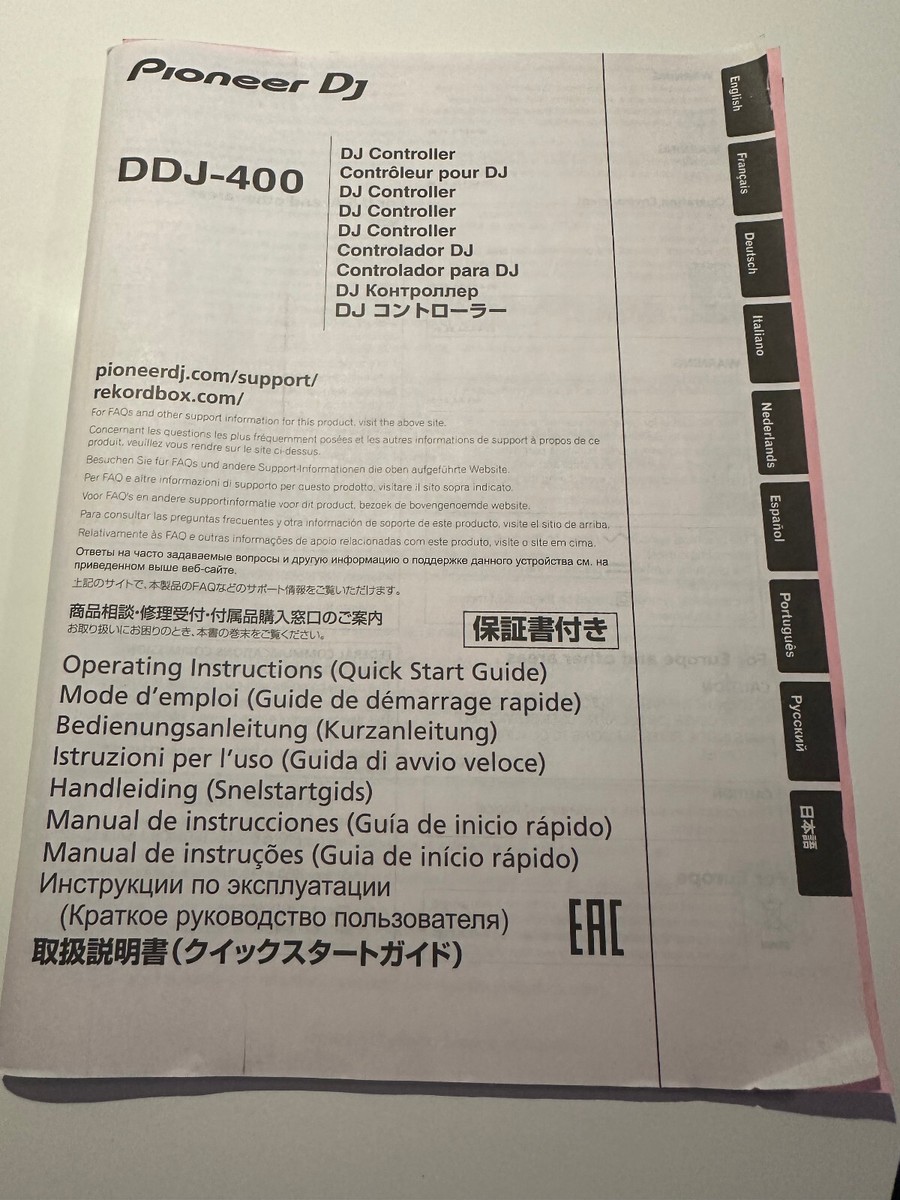 Pioneer Dj
DDJ-400
DJ Controller
Contrôleur pour DJ
DJ Controller
DJ Controller
DJ Controller
Controlador DJ
Controlador para DJ
DJ Контроллер
DJ コントローラー
pioneerdj.com/support/
rekordbox.com/
For FAQs and other support information for this product, visit the above site.
Concernant les questions les plus fréquemment posées et les autres informations de support à propos de ce
produit, veuillez vous rendre sur le site ci-dessus.
Besuchen Sie für FAQs und andere Support-Informationen die oben aufgeführte Website.
Per FAQ e altre informazioni di supporto per questo prodotto, visitare il sito sopra indicato.
Voor FAQ's en andere supportinformatie voor dit product, bezoek de bovengenoemde website.
Para consultar las preguntas frecuentes y otra información de soporte de este producto, visite el sitio de arriba.
Relativamente às FAQ e outras informações de apoio relacionadas com este produto, visite o site em cima.
Ответы на часто задаваемые вопросы и другую информацию о поддержке данного устройства см. на
приведенном выше веб-сайте.
上記のサイトで、本製品のFAQなどのサポート情報をご覧いただけます。
商品相談・修理受付・付属品購入窓口のご案内
お取り扱いにお困りのとき、本書の巻末をご覧ください。
保証書付き
Operating Instructions (Quick Start Guide)
Mode d'emploi (Guide de démarrage rapide)
Bedienungsanleitung (Kurzanleitung)
Istruzioni per l'uso (Guida di avvio veloce)
Handleiding (Snelstartgids)
Manual de instrucciones (Guía de inicio rápido)
Manual de instruções (Guia de início rápido)
Инструкции по эксплуатации
(Краткое руководство пользователя)
取扱説明書(クイックスタートガイド)
EAC
English
Français
Deutsch
Italiano
Nederlands
Español
Português
Русский
日本語